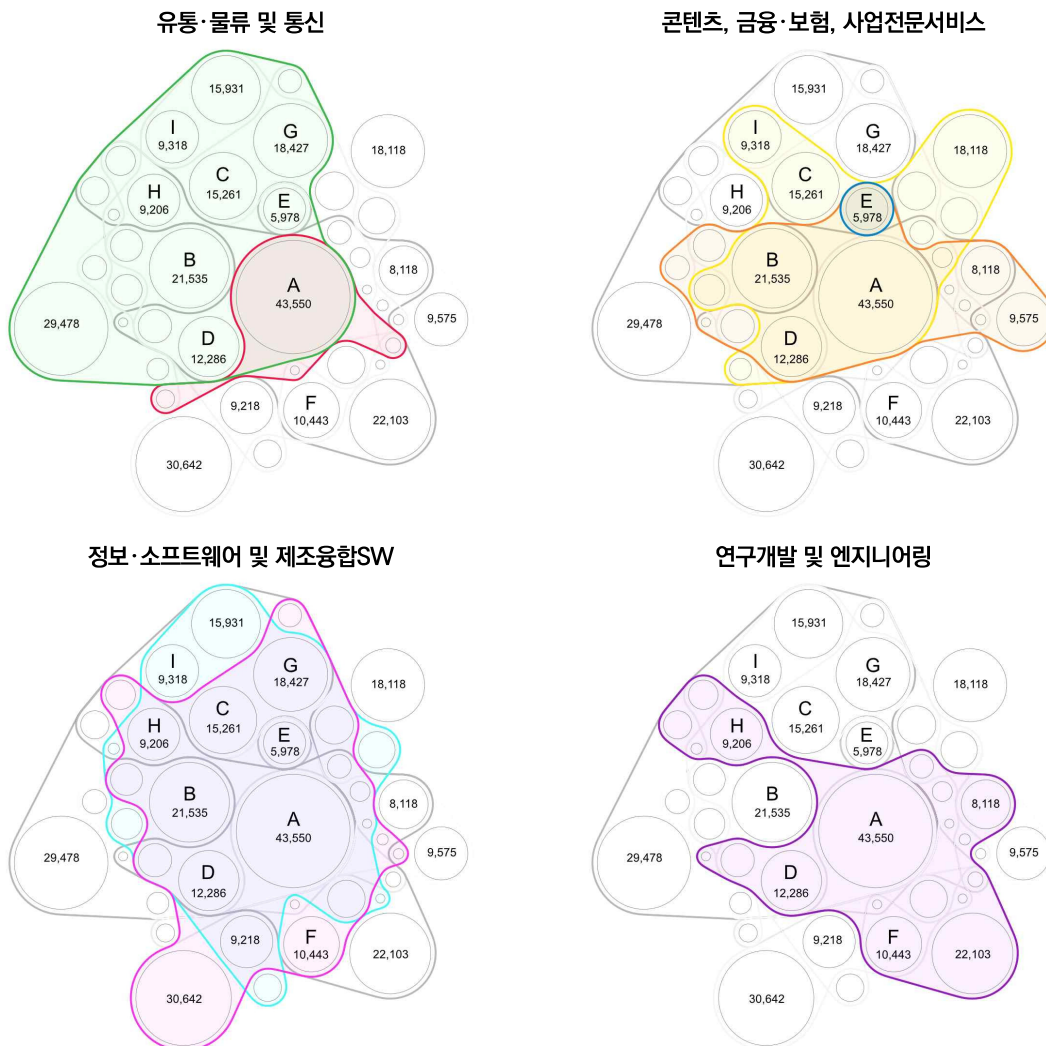 유통·물류 및 통신
15,931
I
9,318
G
18,427
18,118
C
15,261
H
9,206
E
5,978
B
21,535
A
43,550
8,118
29,478
9,575
D
12,286
9,218
F
10,443
22,103
30,642
콘텐츠, 금융·보험, 사업전문서비스
15,931
I
9,318
G
18,427
18,118
C
15,261
H
9,206
E
5,978
B
21,535
A
43,550
8,118
29,478
9,575
D
12,286
9,218
F
10,443
22,103
30,642
정보·소프트웨어 및 제조융합SW
15,931
I
9,318
G
18,427
18,118
C
15,261
H
9,206
E
5,978
B
21,535
A
43,550
8,118
29,478
9,575
D
12,286
9,218
F
10,443
22,103
30,642
연구개발 및 엔지니어링
15,931
I
9,318
G
18,427
18,118
C
15,261
H
9,206
E
5,978
B
21,535
A
43,550
8,118
29,478
9,575
D
12,286
9,218
F
10,443
22,103
30,642